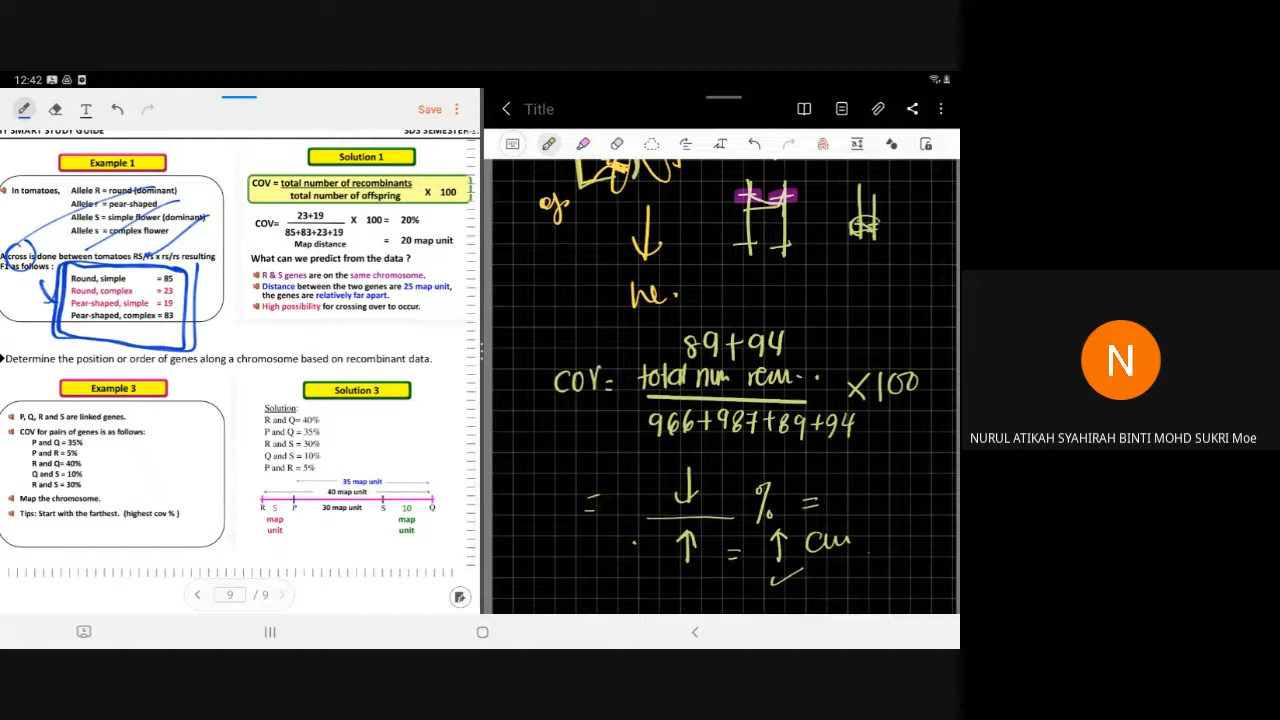 12:42
Save
Title
MY SMART STUDY GUIDE
Example 1
In tomatoes, Allele R = round (dominant)
Allele r = pear-shaped
Allele S = simple flower (dominant)
Allele s = complex flower
A cross is done between tomatoes RS/rs x rs/rs resulting
F1 as follows :
Round, simple = 85
Round, complex = 23
Pear-shaped, simple = 19
Pear-shaped, complex = 83
SDS SEMESTER
Solution 1
COV = total number of recombinants X 100
total number of offspring
COV= 23+19 X 100 = 20%
85+83+23+19
Map distance = 20 map unit
What can we predict from the data ?
R & S genes are on the same chromosome.
Distance between the two genes are 25 map unit,
the genes are relatively far apart.
High possibility for crossing over to occur.
Determine the position or order of genes along a chromosome based on recombinant data.
Example 3
P, Q, R and S are linked genes.
COV for pairs of genes is as follows:
P and Q = 35%
P and R = 5%
R and Q= 40%
Q and S = 10%
R and S = 30%
Map the chromosome.
Tips: Start with the farthest. (highest cov % )
Solution 3
Solution:
R and Q= 40%
P and Q = 35%
R and S = 30%
Q and S = 10%
P and R = 5%
35 map unit
40 map unit
R 5 P 30 map unit S 10 Q
map map
unit unit
9 / 9
89+94
COV= total num X100
966+987+89+94
= % =
= cm
N
NURUL ATIKAH SYAHIRAH BINTI MOHD SUKRI Moe